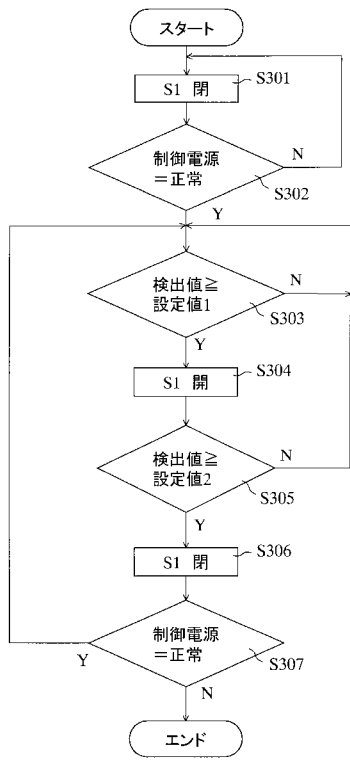 スタート
S1 閉
S301
制御電源
=正常
N
S302
Y
検出値≧
設定値1
N
S303
Y
S1 開
S304
検出値≧
設定値2
N
S305
Y
S1 閉
S306
制御電源
=正常
Y
S307
N
エンド